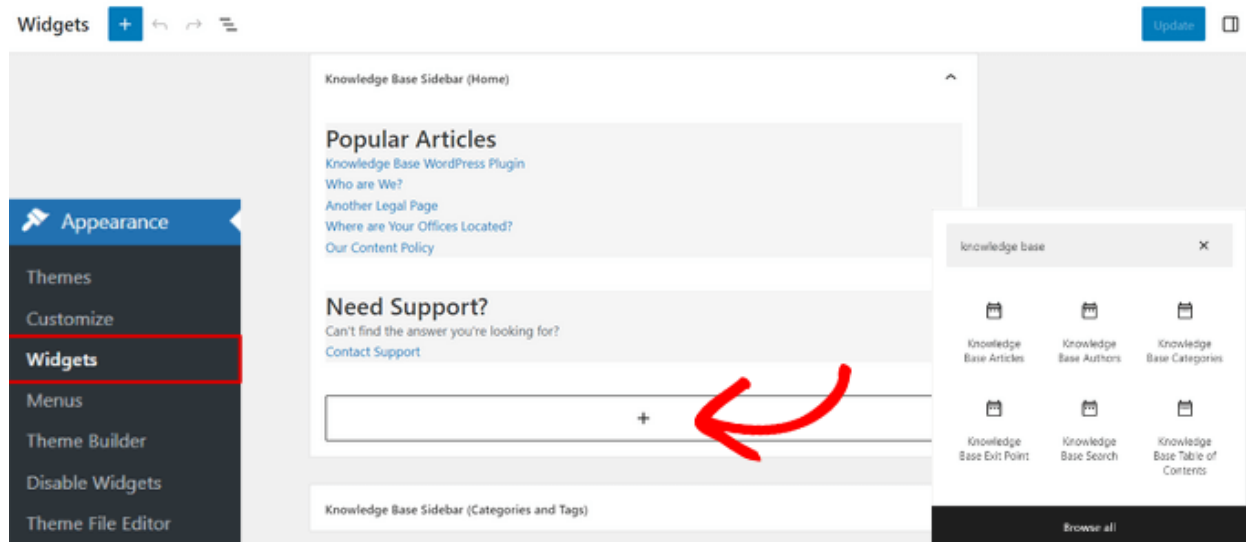 Widgets
Update
Knowledge Base Sidebar (Home)
Popular Articles
Knowledge Base WordPress Plugin
Who are We?
Another Legal Page
Where are Your Offices Located?
Our Content Policy
Need Support?
Can't find the answer you're looking for?
Contact Support
Knowledge Base Sidebar (Categories and Tags)
Appearance
Themes
Customize
Widgets
Menus
Theme Builder
Disable Widgets
Theme File Editor
knowledge base
Knowledge
Base Articles
Knowledge
Base Authors
Knowledge
Base Categories
Knowledge
Base Exit Point
Knowledge
Base Search
Knowledge
Base Table of
Contents
Browse all